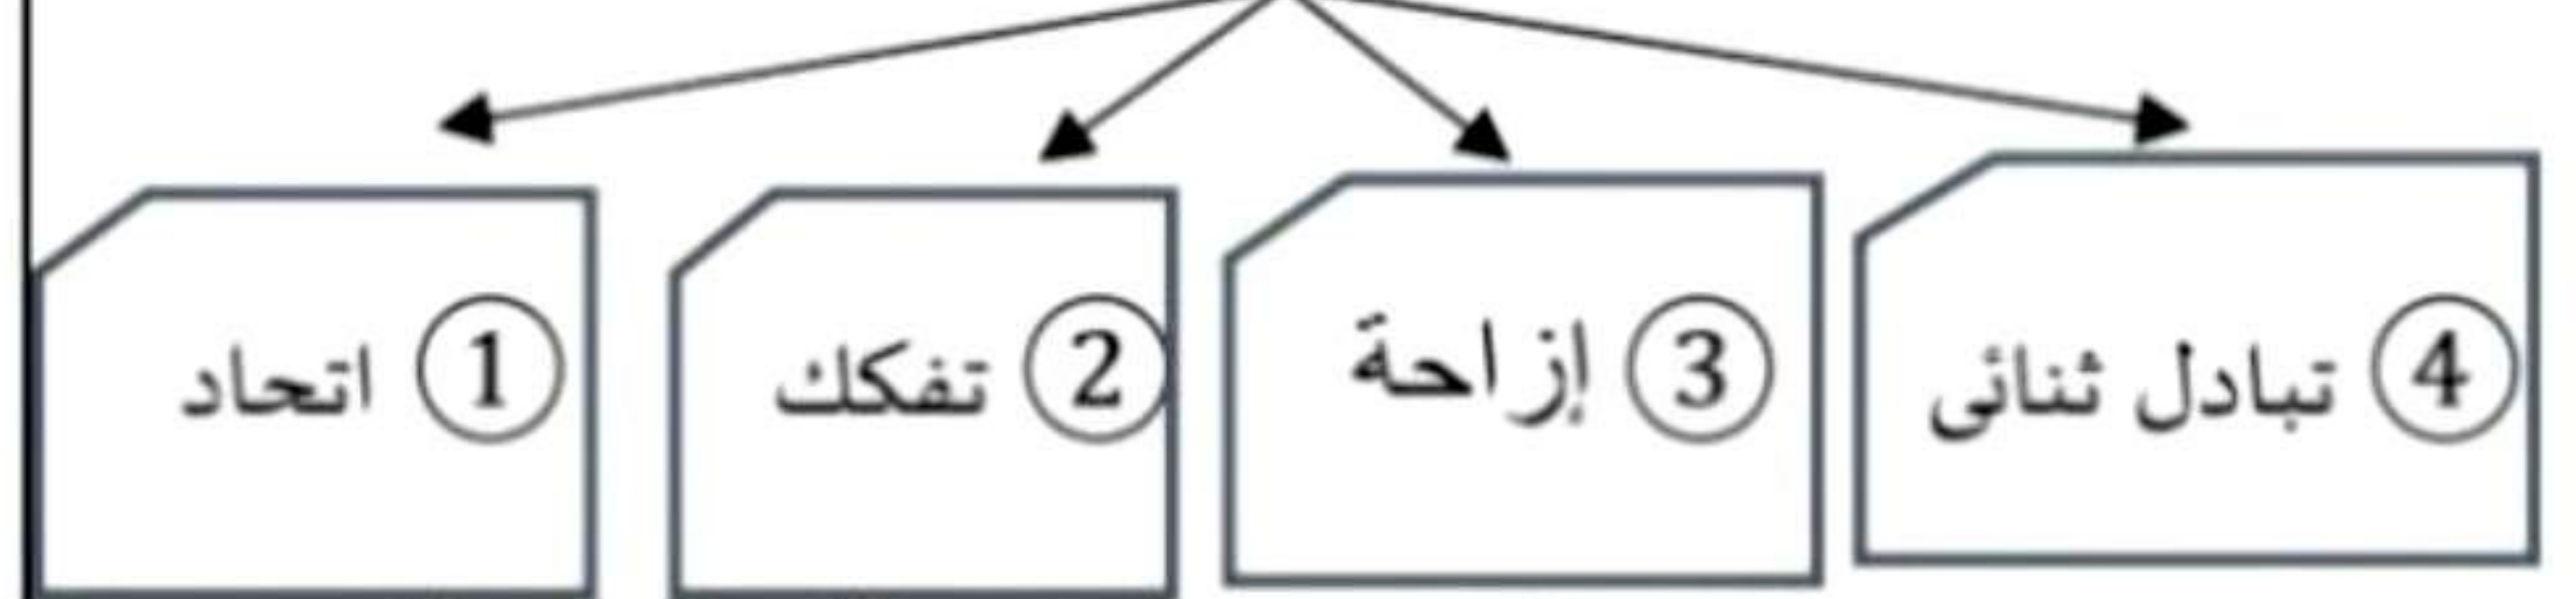 ① اتحاد
② تفكك
③ إزاحة
④ تبادل ثنائى